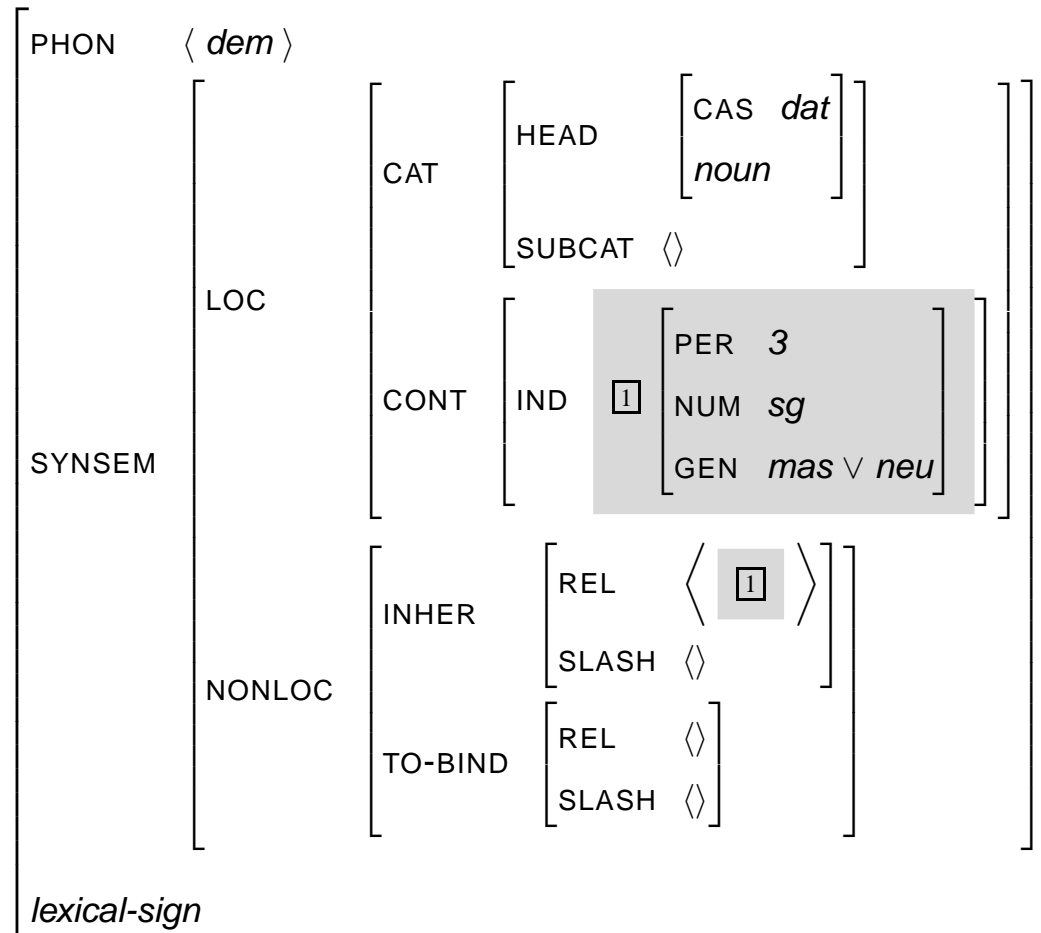 PHON ⟨ dem ⟩
CAS dat
HEAD
noun
CAT
SUBCAT ⟨⟩
LOC
PER 3
CONT IND 1 NUM sg
GEN mas ∨ neu
SYNSEM
REL ⟨ 1 ⟩
INHER
SLASH ⟨⟩
NONLOC
REL ⟨⟩
TO-BIND
SLASH ⟨⟩
lexical-sign